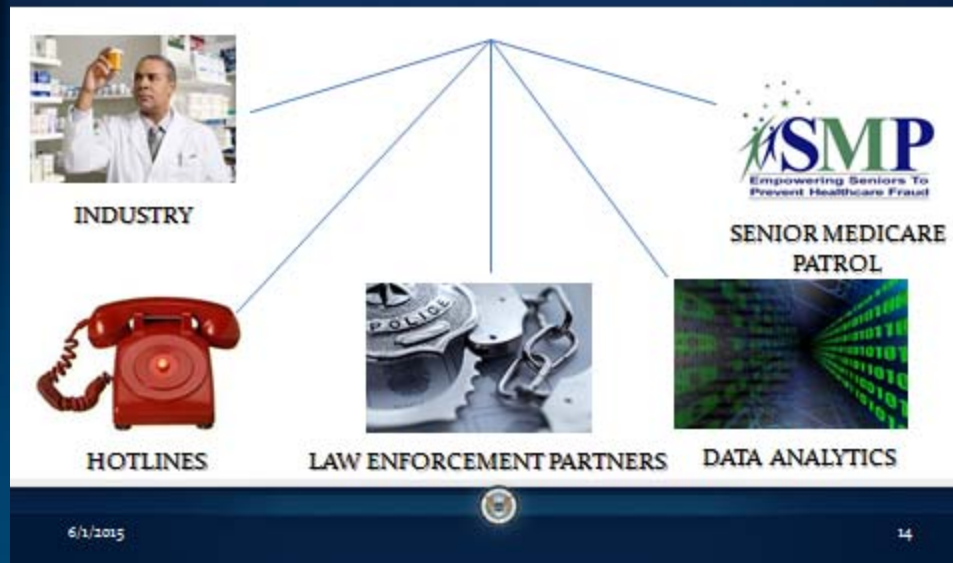 INDUSTRY
SMP
Empowering Seniors To
Prevent Healthcare Fraud
SENIOR MEDICARE
PATROL
POLICE
HOTLINES
LAW ENFORCEMENT PARTNERS
DATA ANALYTICS
6/1/2015
14